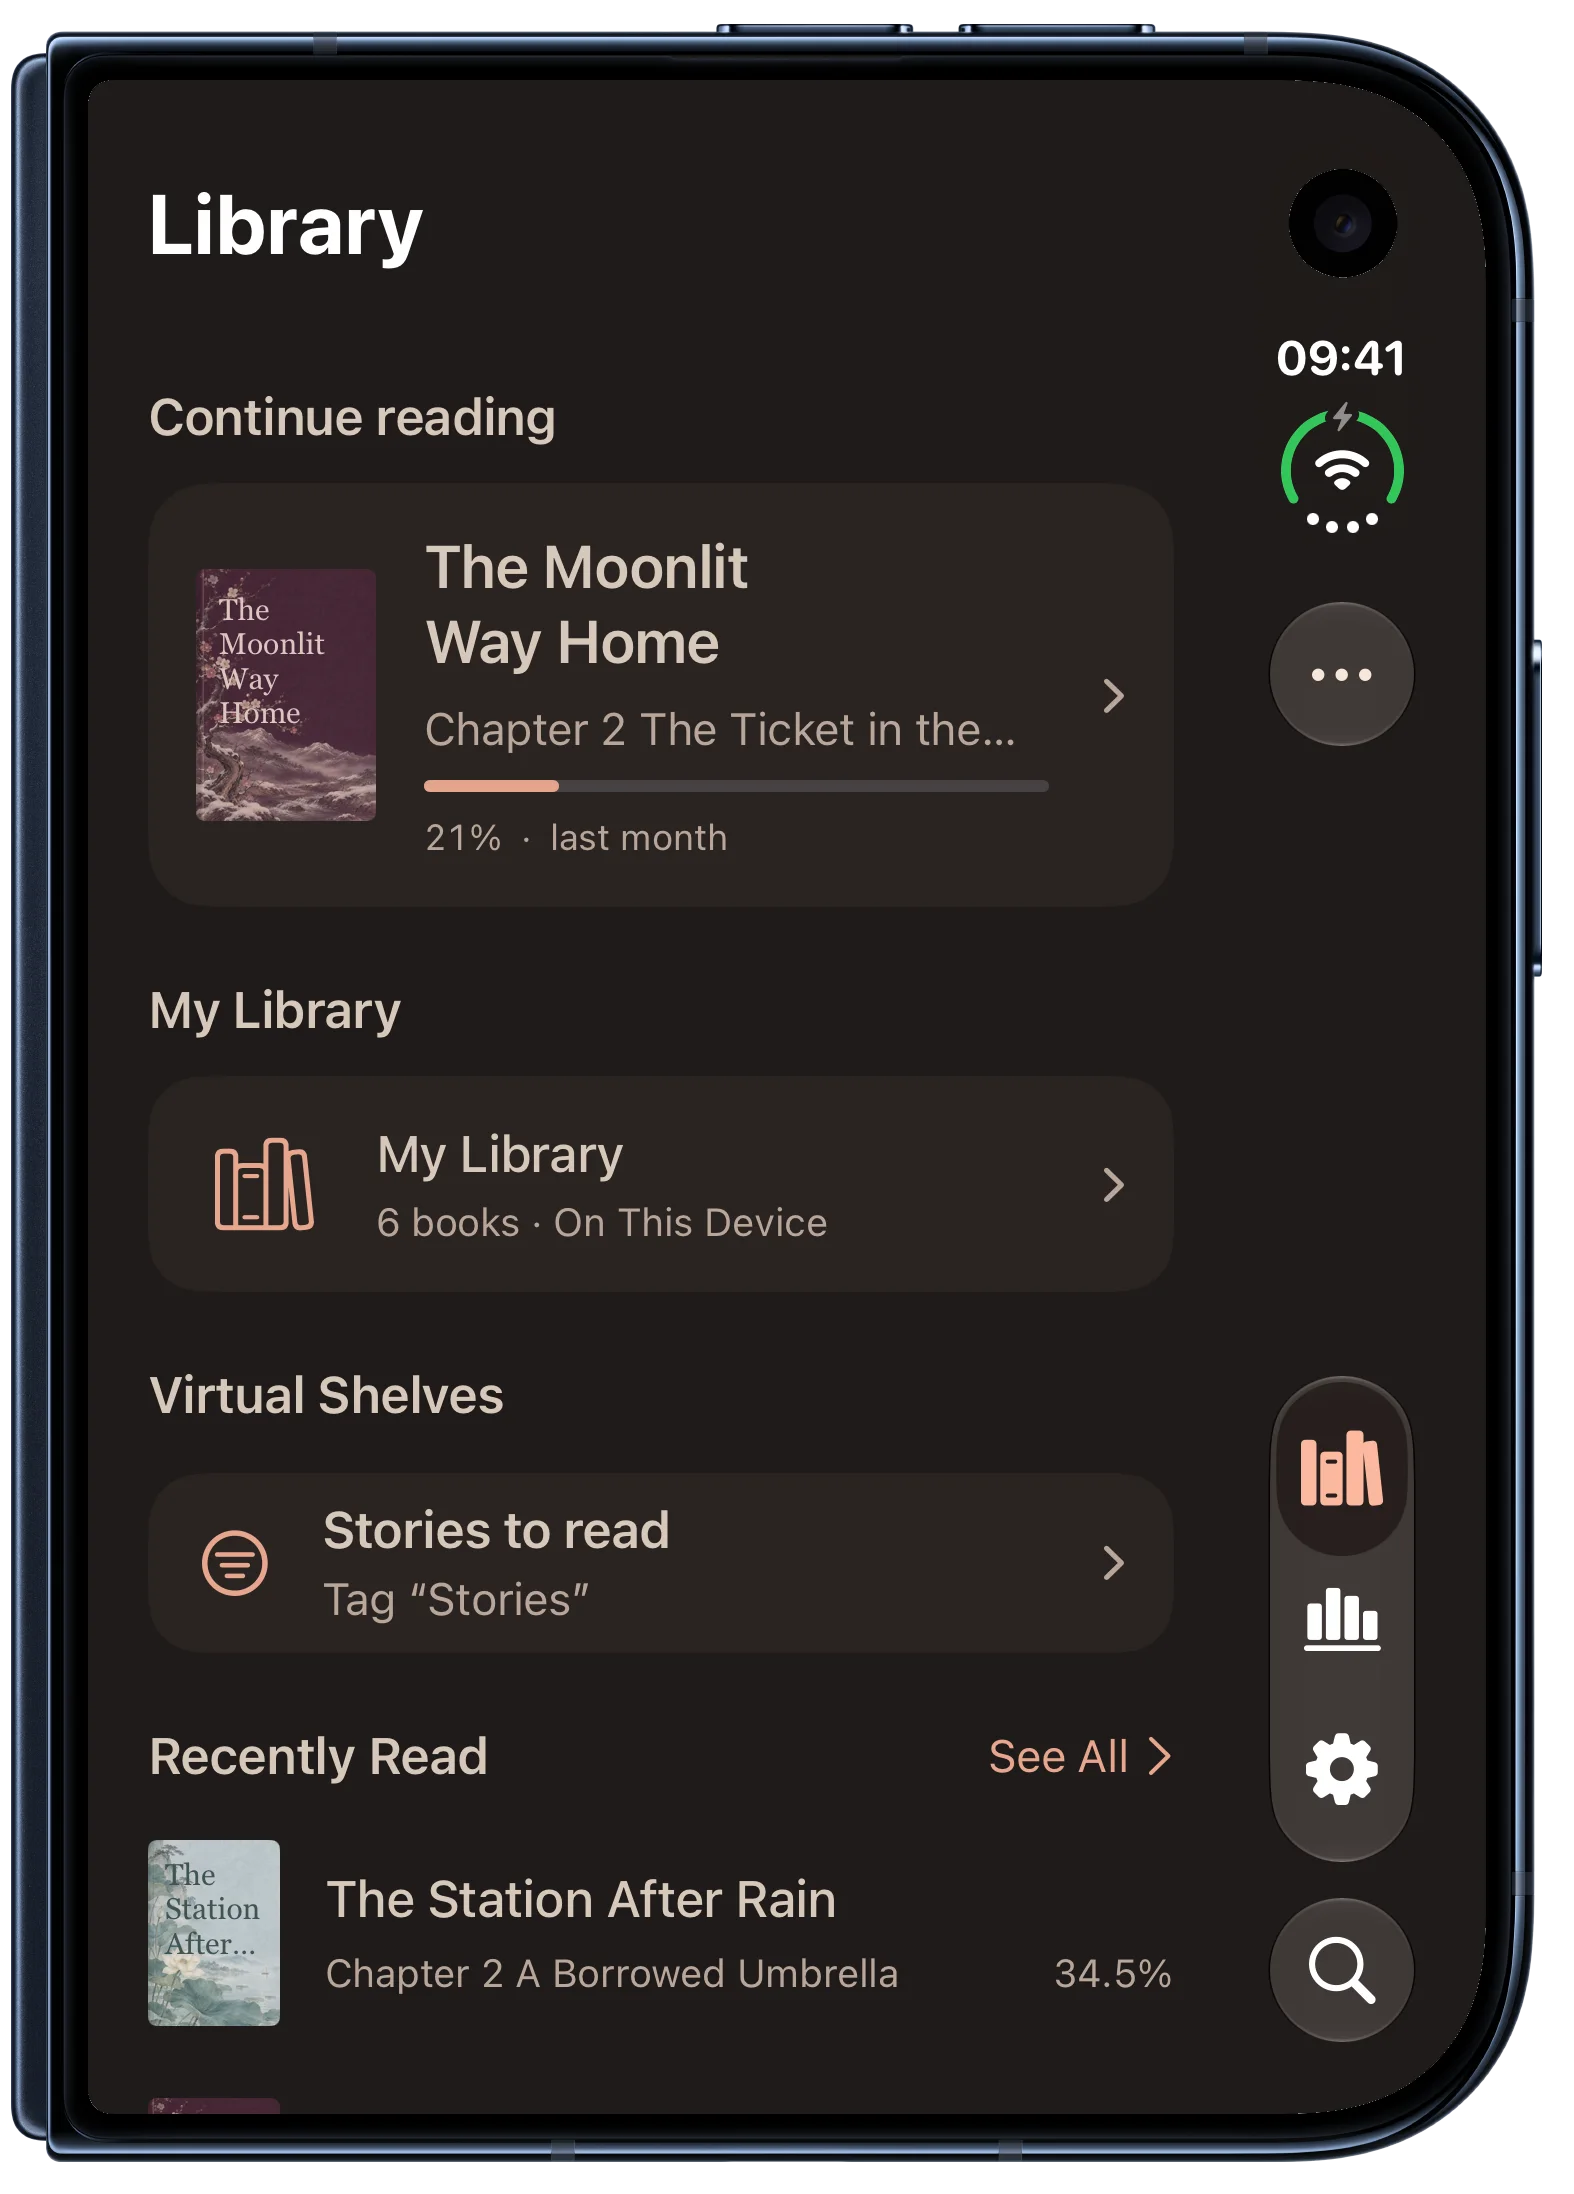 Library
09:41
Continue reading
The
Moonlit
Way
Home
The Moonlit
Way Home
Chapter 2 The Ticket in the...
21% · last month
My Library
My Library
6 books · On This Device
Virtual Shelves
Stories to read
Tag “Stories”
Recently Read
See All
The
Station
After...
The Station After Rain
Chapter 2 A Borrowed Umbrella
34.5%